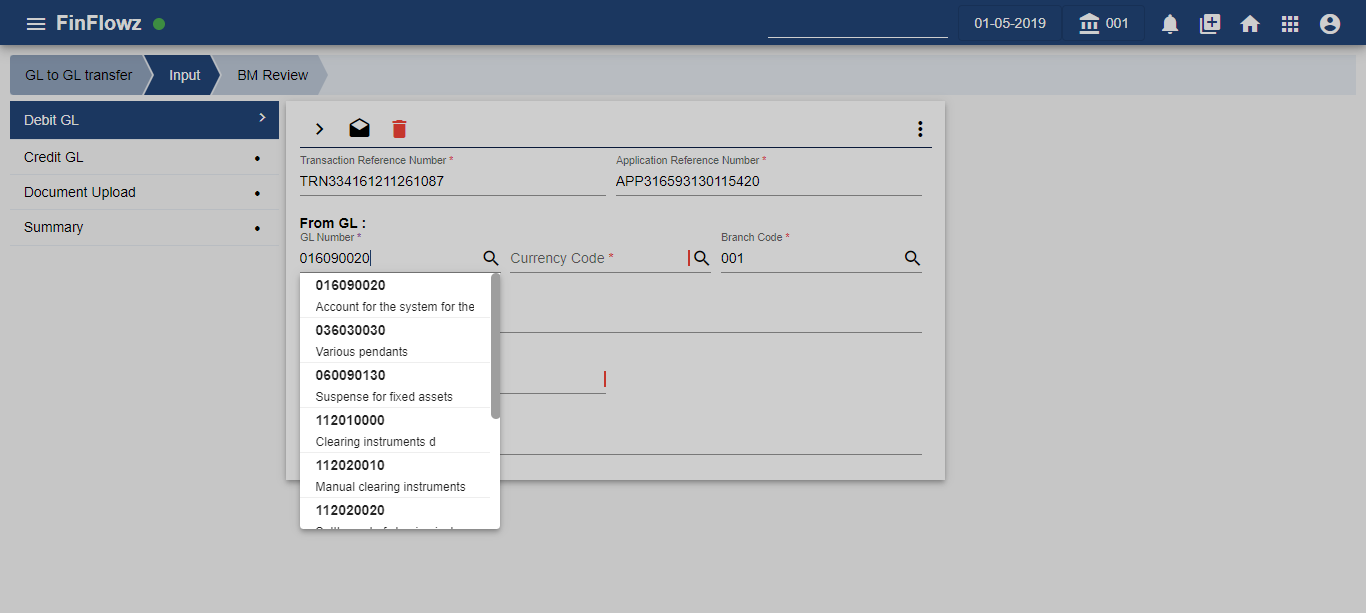 FinFlowz
01-05-2019
001
GL to GL transfer
Input
BM Review
Debit GL
Credit GL
Document Upload
Summary
Transaction Reference Number *
Application Reference Number *
TRN334161211261087
APP316593130115420
From GL :
GL Number *
Branch Code *
016090020
Currency Code *
001
016090020
Account for the system for the
036030030
Various pendants
060090130
Suspense for fixed assets
112010000
Clearing instruments d
112020010
Manual clearing instruments
112020020